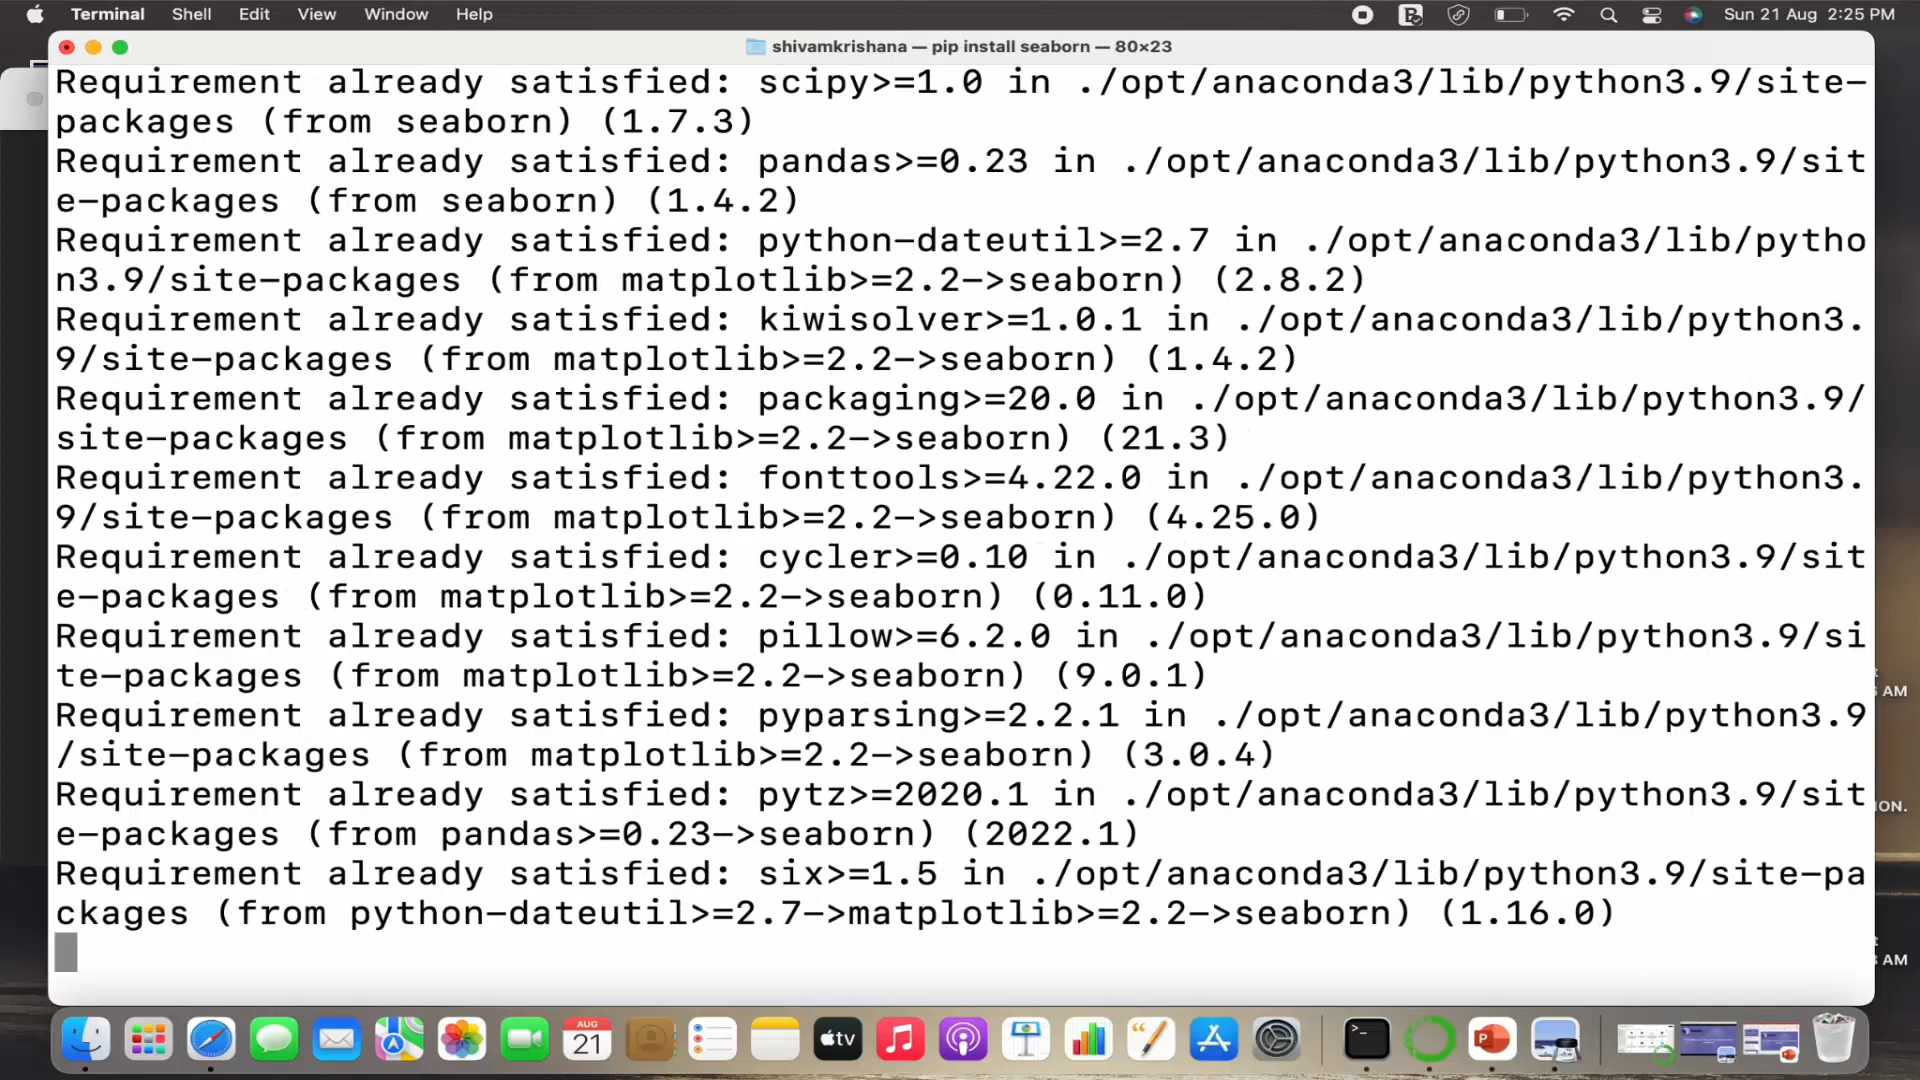 Terminal Shell Edit View Window Help Sun 21 Aug 2:25 PM
shivamkrishana — pip install seaborn — 80×23
Requirement already satisfied: scipy>=1.0 in ./opt/anaconda3/lib/python3.9/site-
packages (from seaborn) (1.7.3)
Requirement already satisfied: pandas>=0.23 in ./opt/anaconda3/lib/python3.9/sit
e-packages (from seaborn) (1.4.2)
Requirement already satisfied: python-dateutil>=2.7 in ./opt/anaconda3/lib/pytho
n3.9/site-packages (from matplotlib>=2.2->seaborn) (2.8.2)
Requirement already satisfied: kiwisolver>=1.0.1 in ./opt/anaconda3/lib/python3.
9/site-packages (from matplotlib>=2.2->seaborn) (1.4.2)
Requirement already satisfied: packaging>=20.0 in ./opt/anaconda3/lib/python3.9/
site-packages (from matplotlib>=2.2->seaborn) (21.3)
Requirement already satisfied: fonttools>=4.22.0 in ./opt/anaconda3/lib/python3.
9/site-packages (from matplotlib>=2.2->seaborn) (4.25.0)
Requirement already satisfied: cycler>=0.10 in ./opt/anaconda3/lib/python3.9/sit
e-packages (from matplotlib>=2.2->seaborn) (0.11.0)
Requirement already satisfied: pillow>=6.2.0 in ./opt/anaconda3/lib/python3.9/si
te-packages (from matplotlib>=2.2->seaborn) (9.0.1)
Requirement already satisfied: pyparsing>=2.2.1 in ./opt/anaconda3/lib/python3.9
/site-packages (from matplotlib>=2.2->seaborn) (3.0.4)
Requirement already satisfied: pytz>=2020.1 in ./opt/anaconda3/lib/python3.9/sit
e-packages (from pandas>=0.23->seaborn) (2022.1)
Requirement already satisfied: six>=1.5 in ./opt/anaconda3/lib/python3.9/site-pa
ckages (from python-dateutil>=2.7->matplotlib>=2.2->seaborn) (1.16.0)
AM
ION.
AM
AUG
21
tv